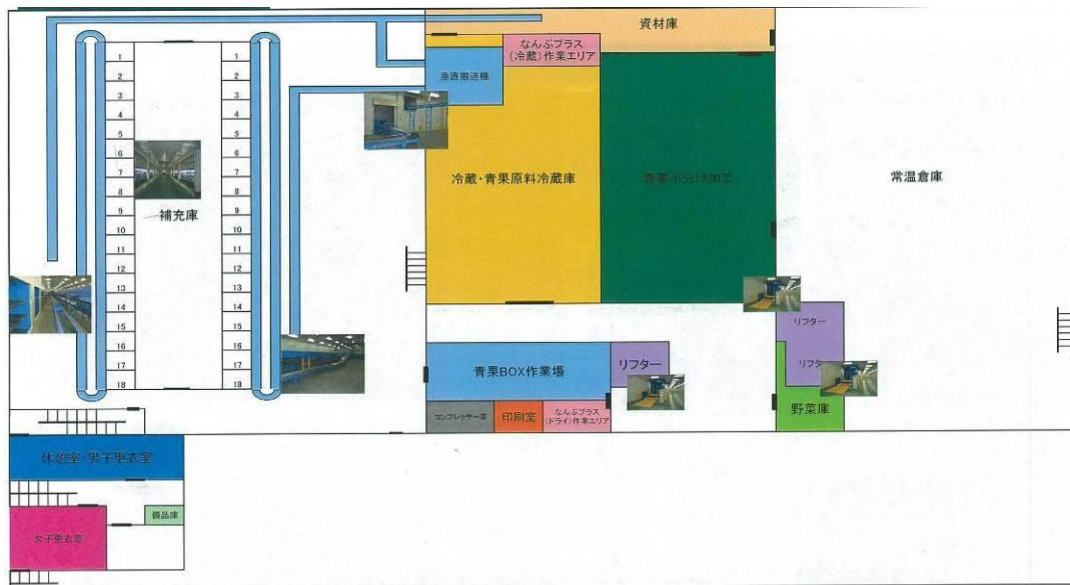 資材庫
なんぶプラス
(冷蔵)作業エリア
垂直搬送機
1
2
3
4
5
6
7
8
9
10
11
12
13
14
15
16
17
18
補充庫
1
2
3
4
5
6
7
8
9
10
11
12
13
14
15
16
17
18
冷蔵・青果原料冷蔵庫
青果小分け加工
常温倉庫
リフター
リフター
リフタ
青果BOX作業場
野菜庫
コンプレッサー室
印刷室
なんぶプラス
(ドライ)作業エリア
休憩室・男子更衣室
備品庫
女子更衣室